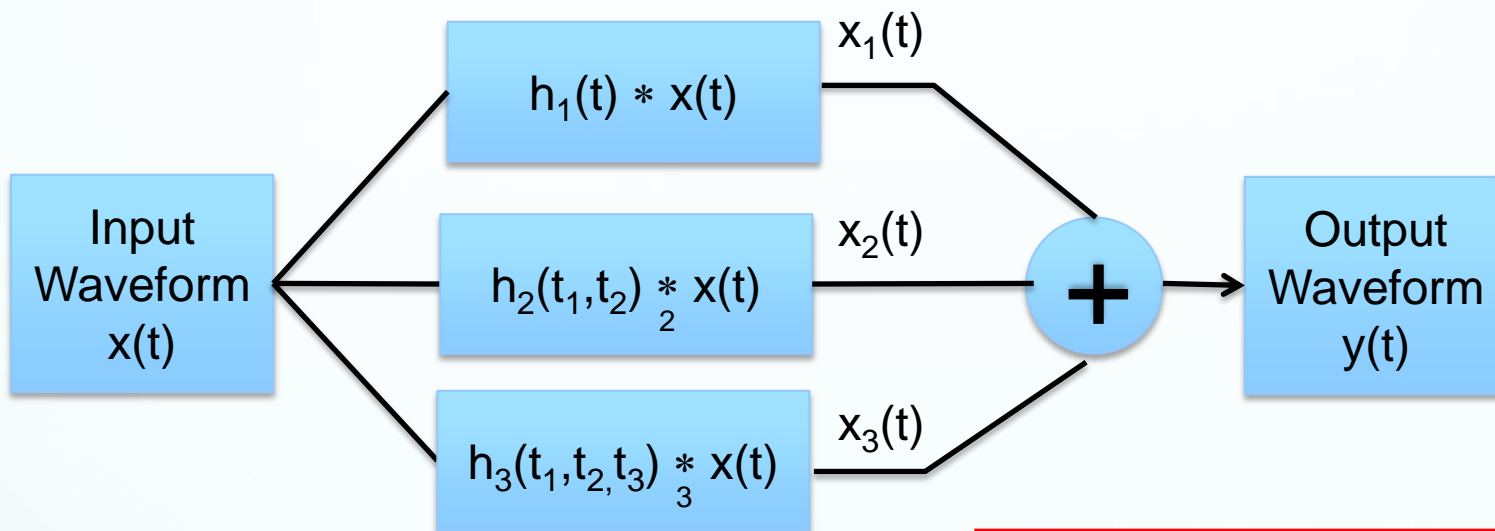 Input
Waveform
x(t)
h₁(t) * x(t)
x₁(t)
h₂(t₁,t₂) * x(t)
2
x₂(t)
h₃(t₁,t₂,t₃) * x(t)
3
x₃(t)
+
Output
Waveform
y(t)